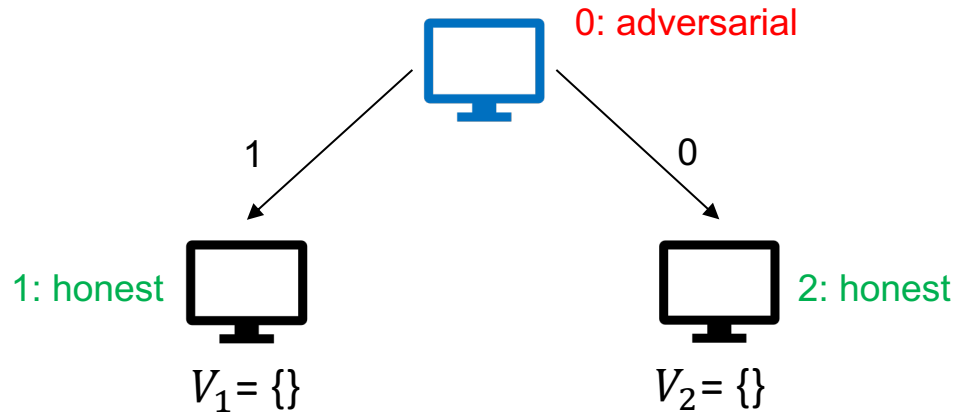 0: adversarial
1
0
1: honest
2: honest
V₁= {}
V₂= {}